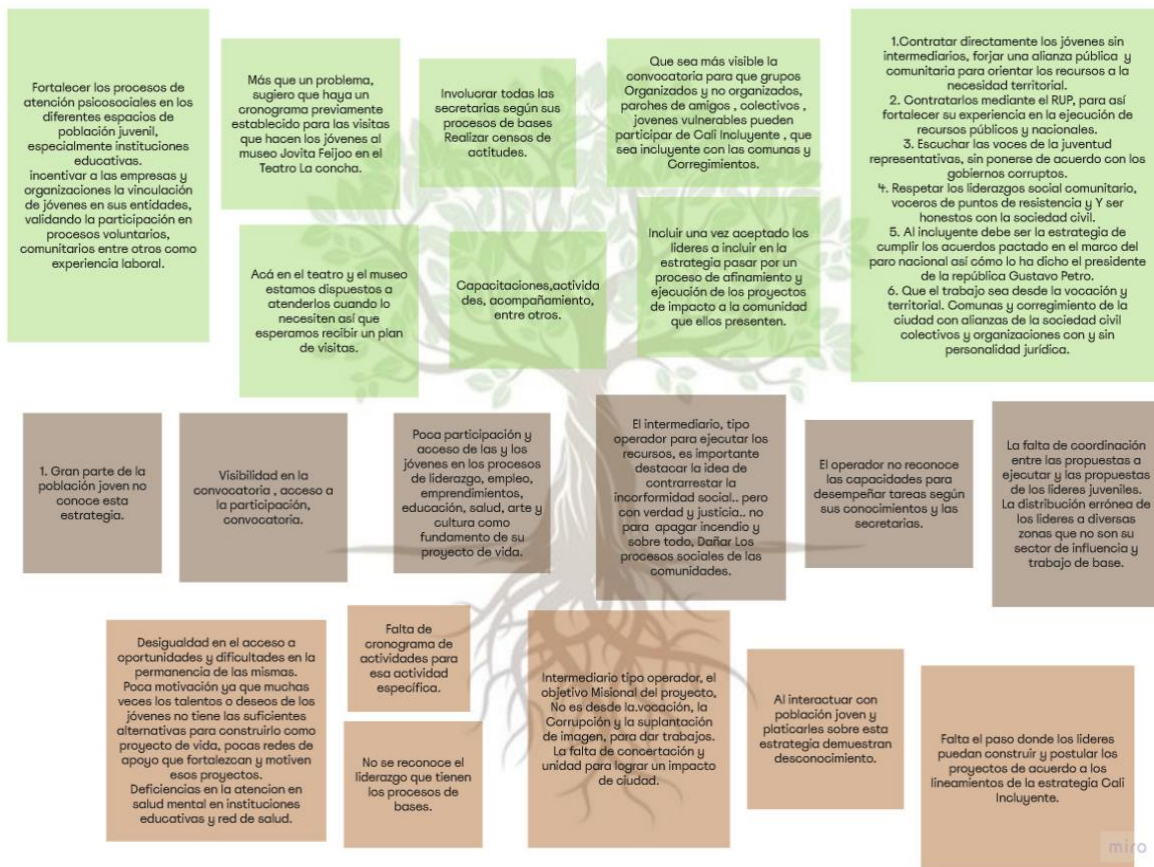 Fortalecer los procesos de
atención psicosociales en los
diferentes espacios de
población juvenil,
especialmente instituciones
educativas.
incentivar a las empresas y
organizaciones la vinculación
de jóvenes en sus entidades,
validando la participación en
procesos voluntarios,
comunitarios entre otros como
experiencia laboral.
Más que un problema,
sugiero que haya un
cronograma previamente
establecido para las visitas
que hacen los jóvenes al
museo Jovita Feijoo en el
Teatro La concha.
Involucrar todas las
secretarias según sus
procesos de bases
Realizar censos de
actitudes.
Que sea más visible la
convocatoria para que grupos
Organizados y no organizados,
parches de amigos , colectivos ,
jovenes vulnerables pueden
participar de Cali Incluyente , que
sea incluyente con las comunas y
Corregimientos.
1.Contratar directamente los jóvenes sin
intermediarios, forjar una alianza pública y
comunitaria para orientar los recursos a la
necesidad territorial.
2. Contratarlos mediante el RUP, para así
fortalecer su experiencia en la ejecución de
recursos públicos y nacionales.
3. Escuchar las voces de la juventud
representativas, sin ponerse de acuerdo con los
gobiernos corruptos.
4. Respetar los liderazgos social comunitario,
voceros de puntos de resistencia y Y ser
honestos con la sociedad civil.
5. Al incluyente debe ser la estrategia de
cumplir los acuerdos pactado en el marco del
paro nacional así cómo lo ha dicho el presidente
de la república Gustavo Petro.
6. Que el trabajo sea desde la vocación y
territorial. Comunas y corregimiento de la
ciudad con alianzas de la sociedad civil
colectivos y organizaciones con y sin
personalidad jurídica.
Acá en el teatro y el museo
estamos dispuestos a
atenderlos cuando lo
necesiten así que
esperamos recibir un plan
de visitas.
Capacitaciones,activida
des, acompañamiento,
entre otros.
Incluir una vez aceptado los
lideres a incluir en la
estrategia pasar por un
proceso de afinamiento y
ejecución de los proyectos
de impacto a la comunidad
que ellos presenten.
1. Gran parte de la
población joven no
conoce esta
estrategia.
Visibilidad en la
convocatoria , acceso a
la participación,
convocatoria.
Poca participación y
acceso de las y los
jóvenes en los procesos
de liderazgo, empleo,
emprendimientos,
educación, salud, arte y
cultura como
fundamento de su
proyecto de vida.
El intermediario, tipo
operador para ejecutar los
recursos, es importante
destacar la idea de
contrarrestar la
incorformidad social.. pero
con verdad y justicia.. no
para apagar incendio y
sobre todo, Dañar Los
procesos sociales de las
comunidades.
El operador no reconoce
las capacidades para
desempeñar tareas según
sus conocimientos y las
secretarias.
La falta de coordinación
entre las propuestas a
ejecutar y las propuestas
de los líderes juveniles.
La distribución errónea de
los lideres a diversas
zonas que no son su
sector de influencia y
trabajo de base.
Desigualdad en el acceso a
oportunidades y dificultades en la
permanencia de las mismas.
Poca motivación ya que muchas
veces los talentos o deseos de los
jóvenes no tiene las suficientes
alternativas para construirlo como
proyecto de vida, pocas redes de
apoyo que fortalezcan y motiven
esos proyectos.
Deficiencias en la atencion en
salud mental en instituciones
educativas y red de salud.
Falta de
cronograma de
actividades para
esa actividad
específica.
No se reconoce el
liderazgo que tienen
los procesos de
bases.
Intermediario tipo operador, el
objetivo Misional del proyecto,
No es desde la.vocación, la
Corrupción y la suplantación
de imagen, para dar trabajos.
La falta de concertación y
unidad para lograr un impacto
de ciudad.
Al interactuar con
población joven y
platicarles sobre esta
estrategia demuestran
desconocimiento.
Falta el paso donde los lideres
puedan construir y postular los
proyectos de acuerdo a los
lineamientos de la estrategia Cali
Incluyente.
miro